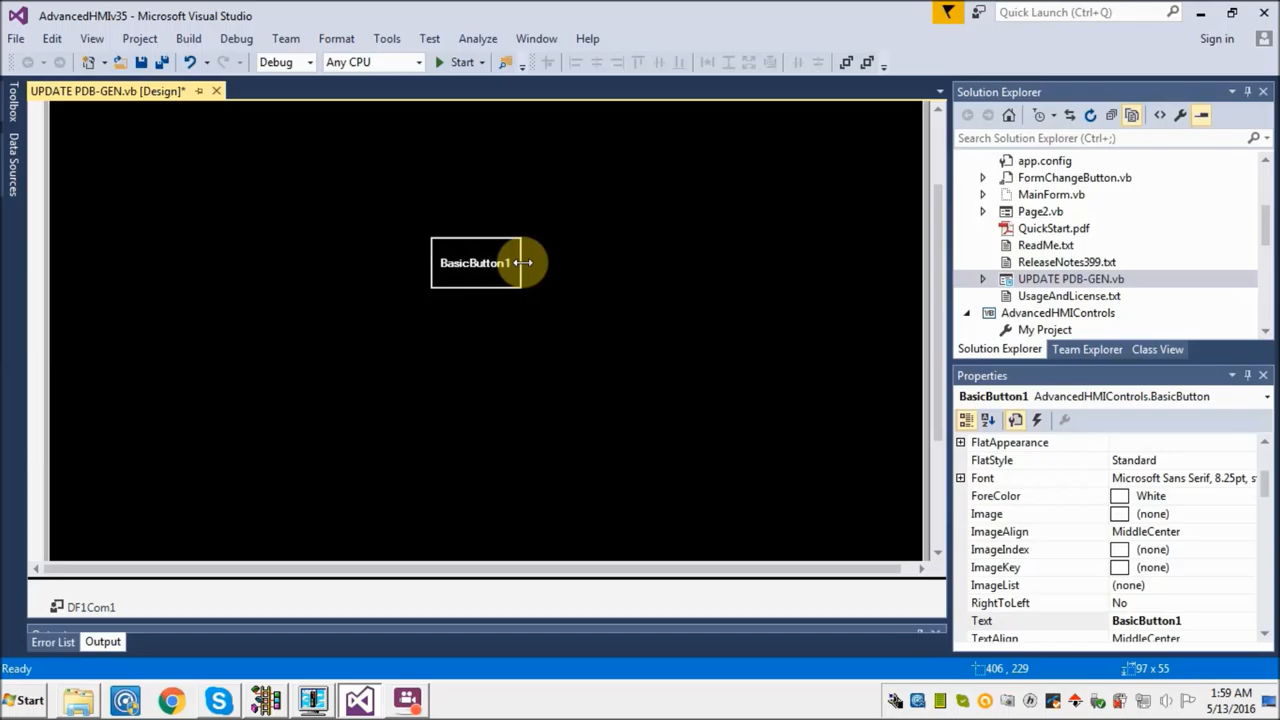 AdvancedHMIv35 - Microsoft Visual Studio
Quick Launch (Ctrl+Q)
File Edit View Project Build Debug Team Format Tools Test Analyze Window Help
Sign in
Debug Any CPU Start
Toolbox
Data Sources
UPDATE PDB-GEN.vb [Design]*
BasicButton1
DF1Com1
Error List Output
Solution Explorer
Search Solution Explorer (Ctrl+;)
app.config
FormChangeButton.vb
MainForm.vb
Page2.vb
QuickStart.pdf
ReadMe.txt
ReleaseNotes399.txt
UPDATE PDB-GEN.vb
UsageAndLicense.txt
AdvancedHMIControls
My Project
Solution Explorer Team Explorer Class View
Properties
BasicButton1 AdvancedHMIControls.BasicButton
FlatAppearance
FlatStyle Standard
Font Microsoft Sans Serif, 8.25pt, s
ForeColor White
Image (none)
ImageAlign MiddleCenter
ImageIndex (none)
ImageKey (none)
ImageList (none)
RightToLeft No
Text BasicButton1
TextAlign MiddleCenter
Ready 406 , 229 97 x 55
Start
1:59 AM
5/13/2016